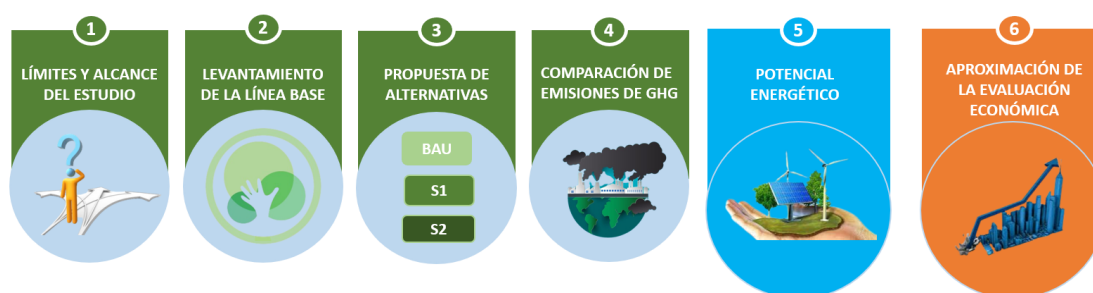 1
LÍMITES Y ALCANCE
DEL ESTUDIO
2
LEVANTAMIENTO
DE LA LÍNEA BASE
3
PROPUESTA DE
ALTERNATIVAS
BAU
S1
S2
4
COMPARACIÓN DE
EMISIONES DE GHG
5
POTENCIAL
ENERGÉTICO
6
APROXIMACIÓN DE
LA EVALUACIÓN
ECONÓMICA